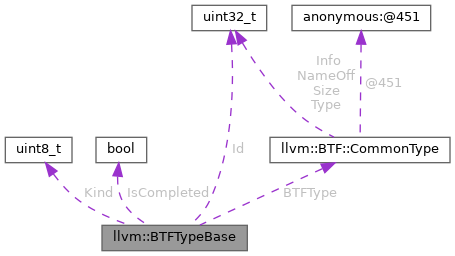 uint32_t
anonymous:@451
Info
NameOff
Size
Type
@451
uint8_t
bool
Id
llvm::BTF::CommonType
Kind
IsCompleted
BTFType
llvm::BTFTypeBase